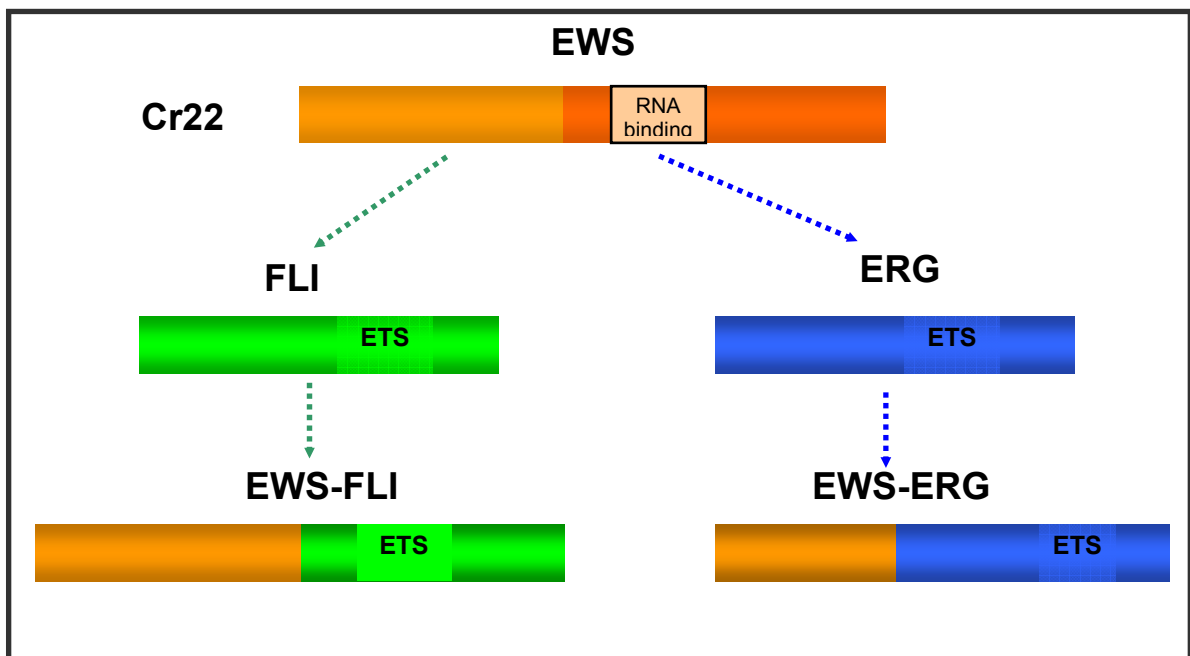 EWS
Cr22
RNA
binding
FLI
ERG
ETS
ETS
EWS-FLI
EWS-ERG
ETS
ETS